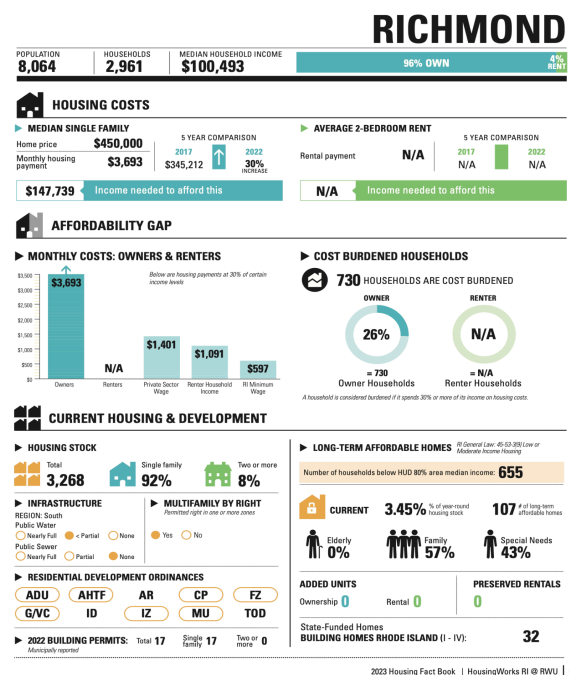 RICHMOND
POPULATION
8,064
HOUSEHOLDS
2,961
MEDIAN HOUSEHOLD INCOME
$100,493
96% OWN
4%
RENT
HOUSING COSTS
MEDIAN SINGLE FAMILY
Home price $450,000
Monthly housing
payment $3,693
5 YEAR COMPARISON
2017
$345,212
2022
30%
INCREASE
$147,739 Income needed to afford this
AVERAGE 2-BEDROOM RENT
Rental payment N/A
5 YEAR COMPARISON
2017
N/A
2022
N/A
N/A Income needed to afford this
AFFORDABILITY GAP
MONTHLY COSTS: OWNERS & RENTERS
Below are housing payments at 30% of certain
income levels
$3,500
$3,000
$2,500
$2,000
$1,500
$1,000
$500
$0
$3,693
N/A
$1,401
$1,091
$597
Owners
Renters
Private Sector
Wage
Renter Household
Income
RI Minimum
Wage
COST BURDENED HOUSEHOLDS
730 HOUSEHOLDS ARE COST BURDENED
OWNER
26%
= 730
Owner Households
RENTER
N/A
= N/A
Renter Households
A household is considered burdened if it spends 30% or more of its income on housing costs.
CURRENT HOUSING & DEVELOPMENT
HOUSING STOCK
Total
3,268
Single family
92%
Two or more
8%
INFRASTRUCTURE
REGION: South
Public Water
Nearly Full < Partial None
Public Sewer
Nearly Full Partial None
MULTIFAMILY BY RIGHT
Permitted right in one or more zones
Yes No
RESIDENTIAL DEVELOPMENT ORDINANCES
ADU AHTF AR CP FZ
G/VC ID IZ MU TOD
2022 BUILDING PERMITS: Total 17 Single
family 17 Two or
more 0
Municipally reported
LONG-TERM AFFORDABLE HOMES RI General Law: 45-53-3(9) Low or
Moderate Income Housing
Number of households below HUD 80% area median income: 655
CURRENT 3.45% % of year-round
housing stock
107 # of long-term
affordable homes
Elderly
0%
Family
57%
Special Needs
43%
ADDED UNITS
Ownership 0 Rental 0
PRESERVED RENTALS
0
State-Funded Homes
BUILDING HOMES RHODE ISLAND (I - IV): 32
2023 Housing Fact Book | HousingWorks RI @ RWU |